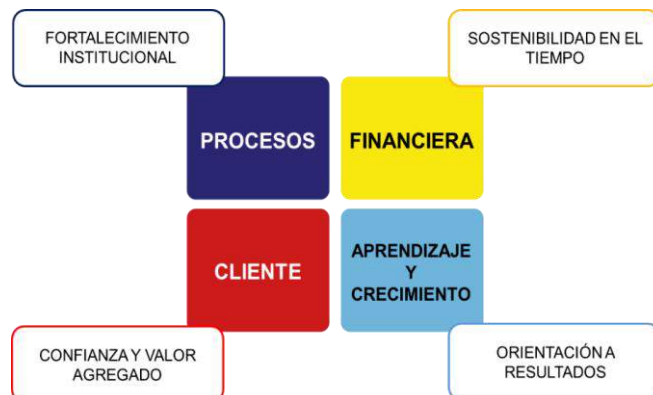 FORTALECIMIENTO
INSTITUCIONAL
SOSTENIBILIDAD EN EL
TIEMPO
PROCESOS
FINANCIERA
CLIENTE
APRENDIZAJE
Y
CRECIMIENTO
CONFIANZA Y VALOR
AGREGADO
ORIENTACIÓN A
RESULTADOS